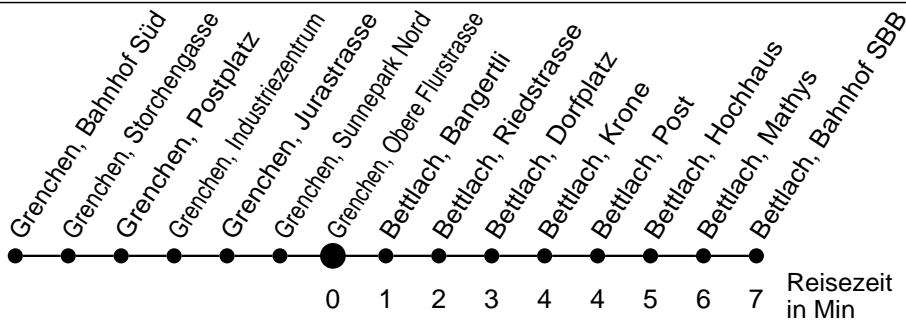 Grenchen, Bahnhof Süd
Grenchen, Storchengasse
Grenchen, Postplatz
Grenchen, Industriezentrum
Grenchen, Jurastrasse
Grenchen, Sunnepark Nord
Grenchen, Obere Flurstrasse
Bettlach, Bangertli
Bettlach, Riedstrasse
Bettlach, Dorfplatz
Bettlach, Krone
Bettlach, Post
Bettlach, Hochhaus
Bettlach, Mathys
Bettlach, Bahnhof SBB
0 1 2 3 4 4 5 6 7
Reisezeit
in Min